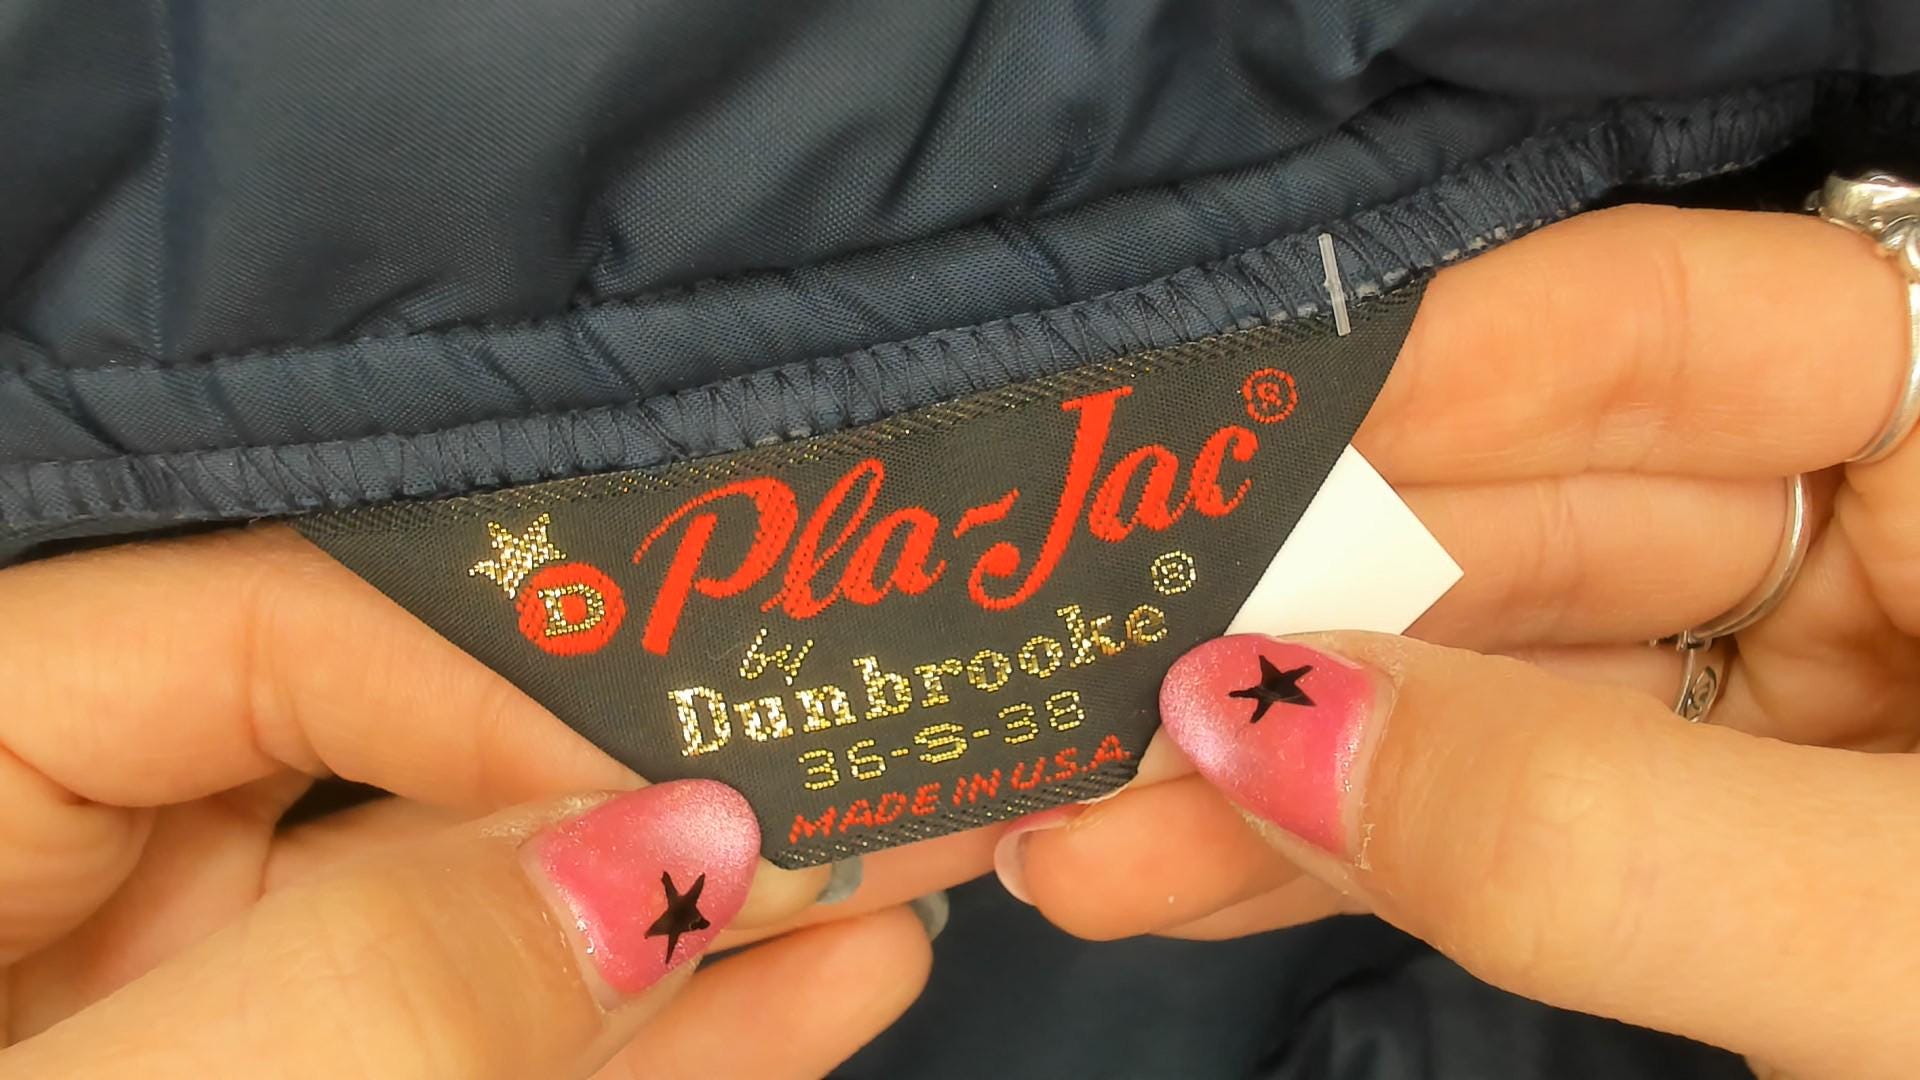 Pla-Jac®
D
by
Dunbrooke®
36-S-38
MADE IN U.S.A.